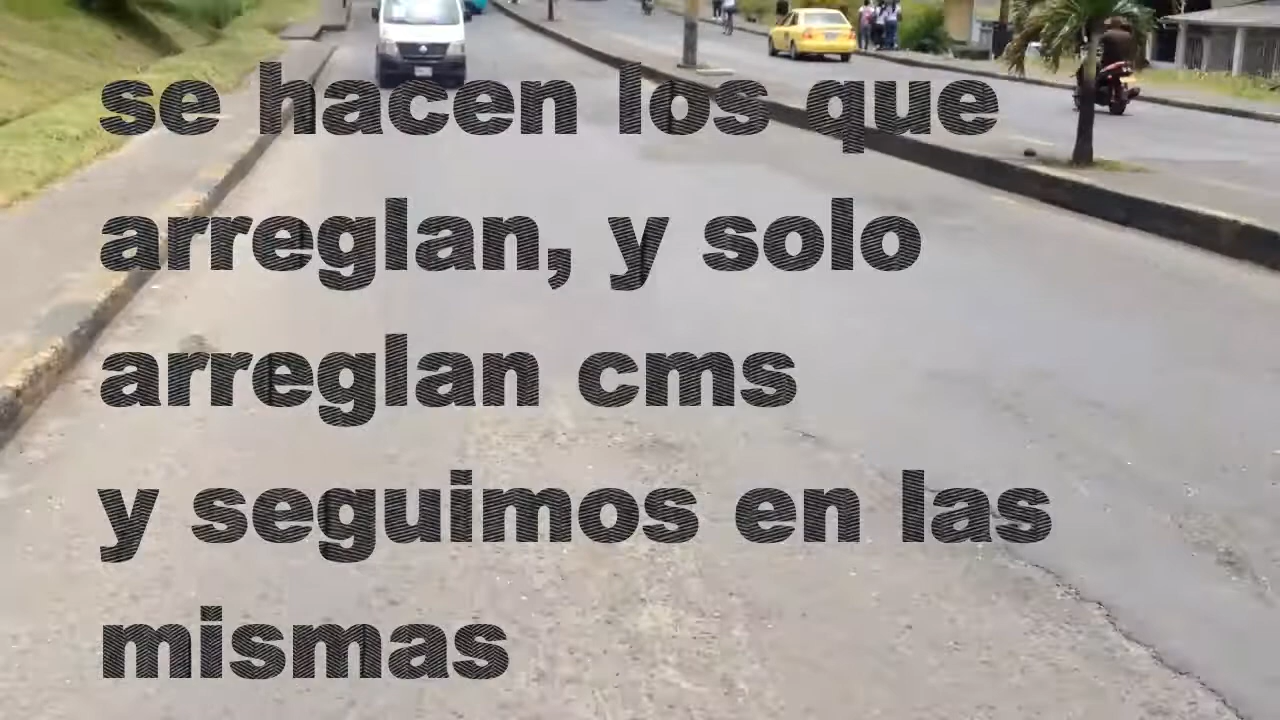 se hacen los que
arreglan, y solo
arreglan cms
y seguimos en las
mismas